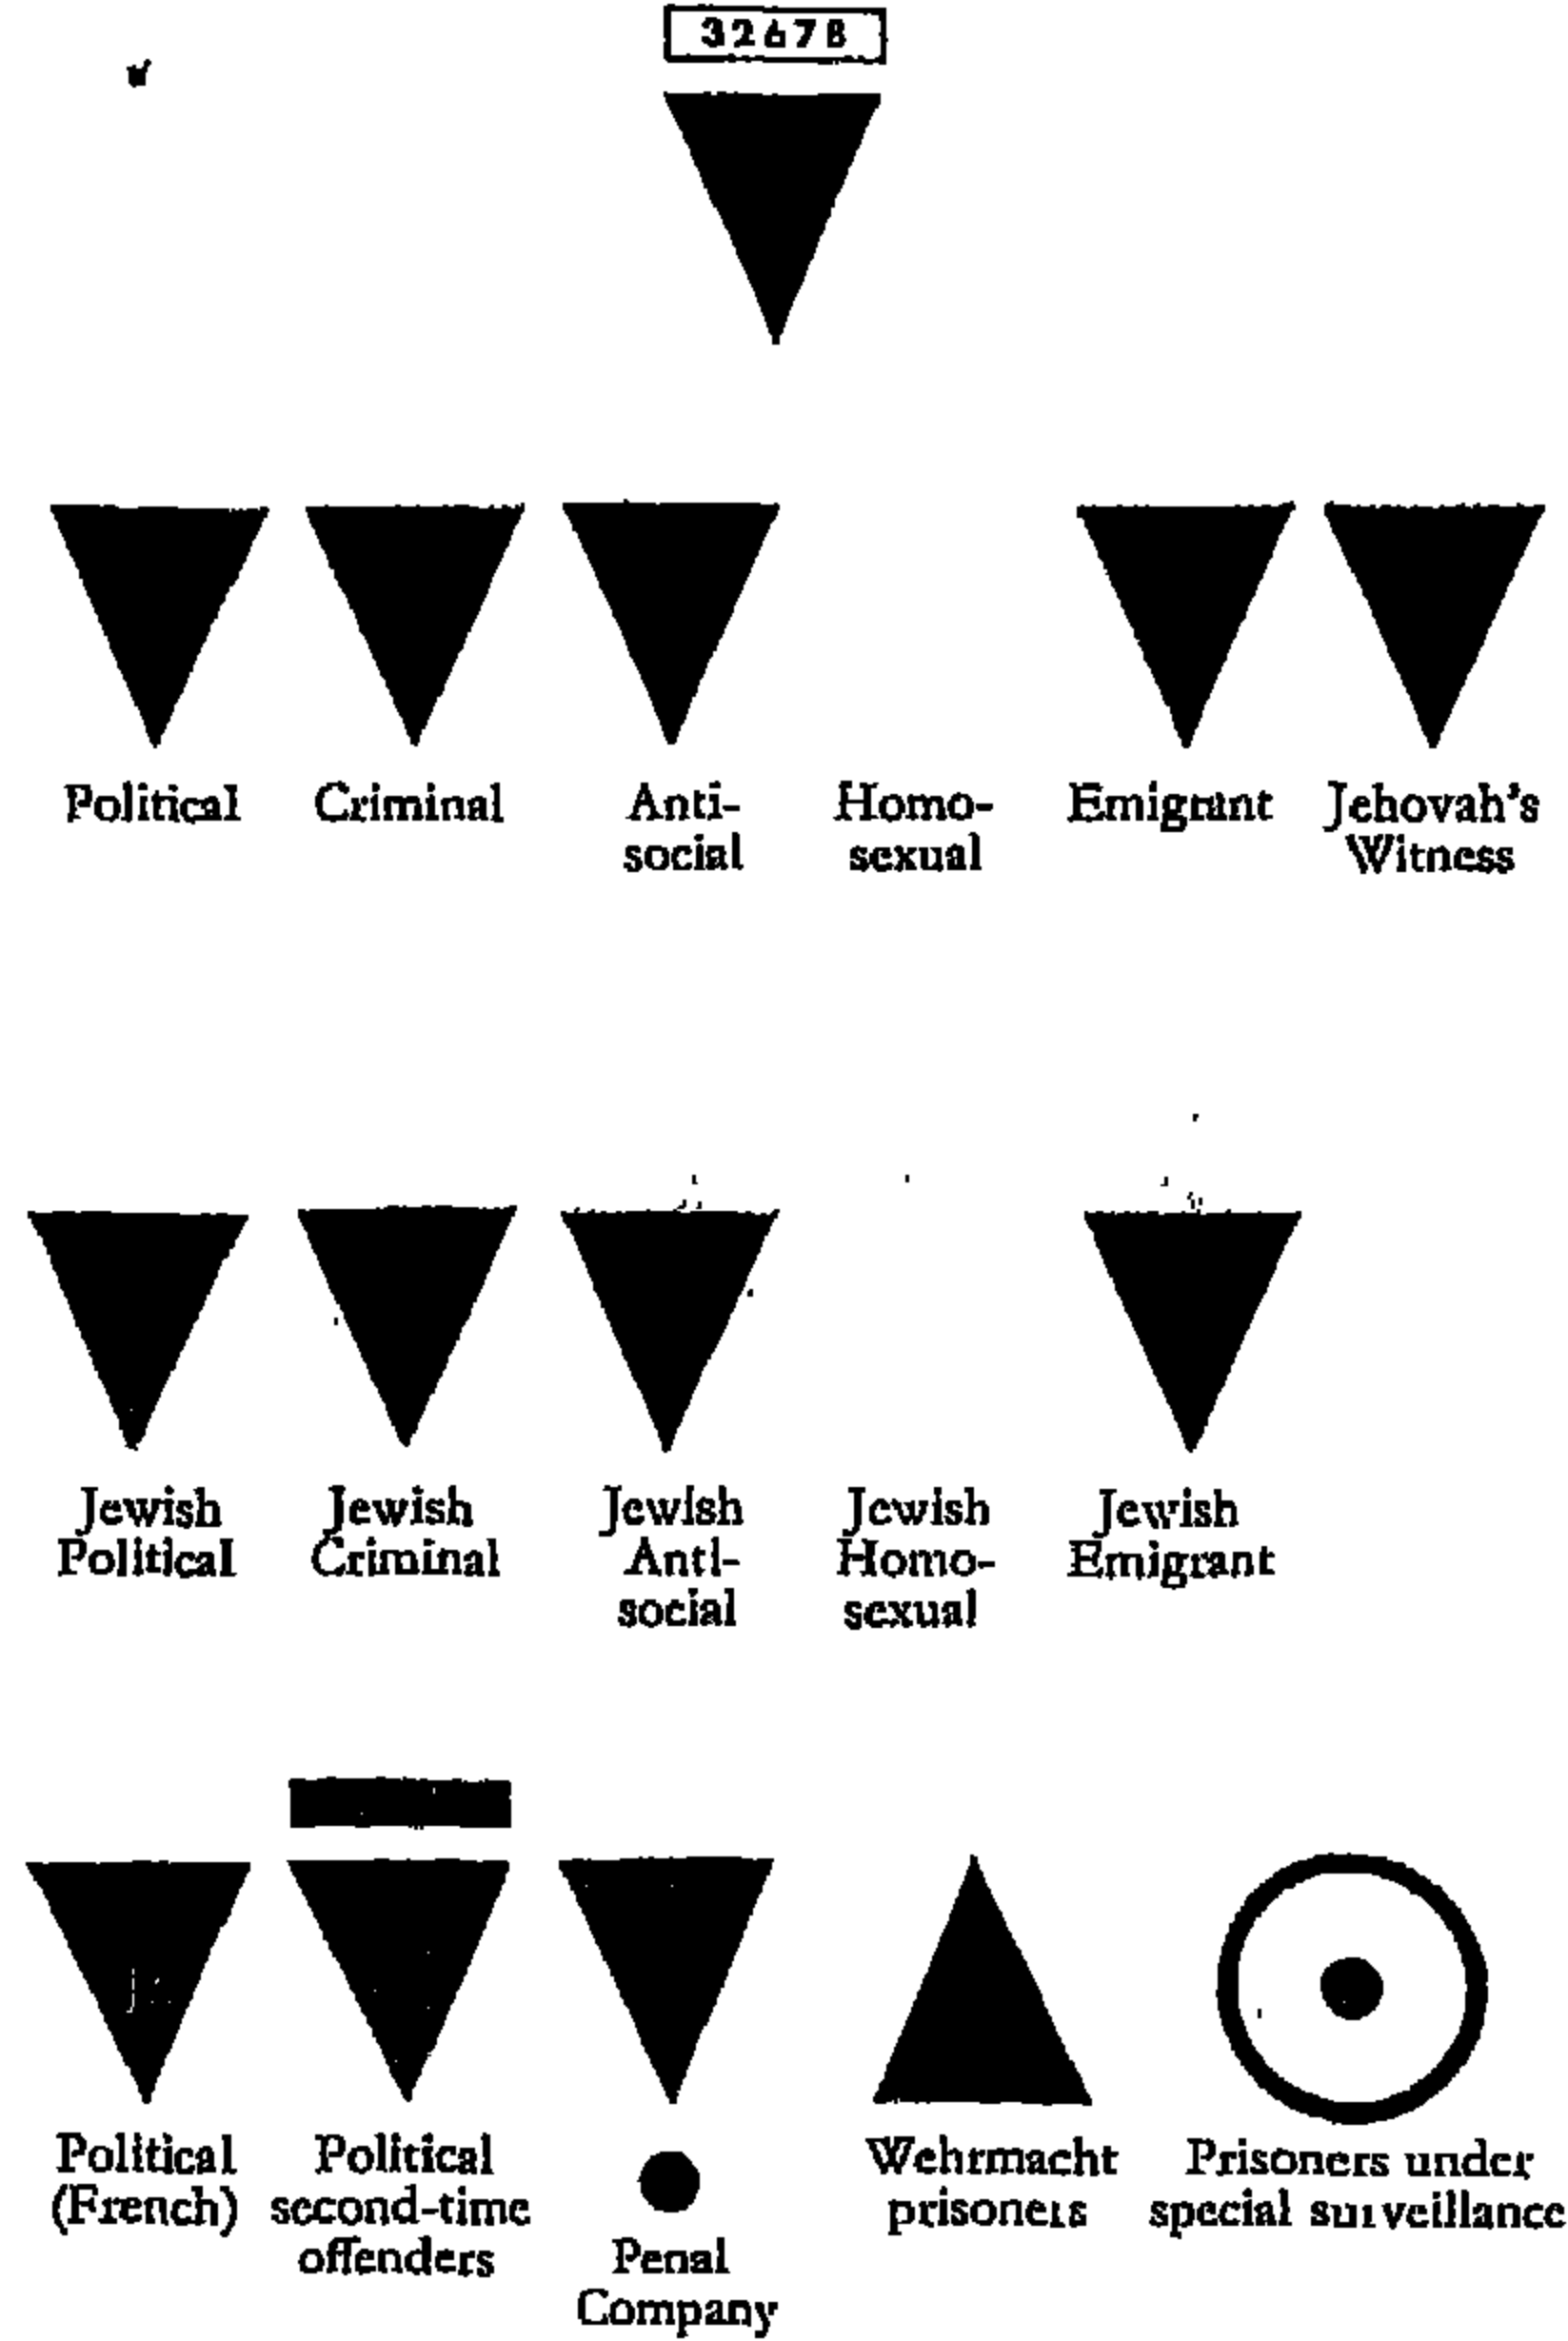 32678
Political
Criminal
Anti-
social
Homo-
sexual
Emigrant
Jehovah's
Witness
Jewish
Political
Jewish
Criminal
Jewish
Anti-
social
Jewish
Homo-
sexual
Jewish
Emigrant
Political
(French)
Political
second-time
offenders
Penal
Company
Wehrmacht
prisoners
Prisoners under
special surveillance